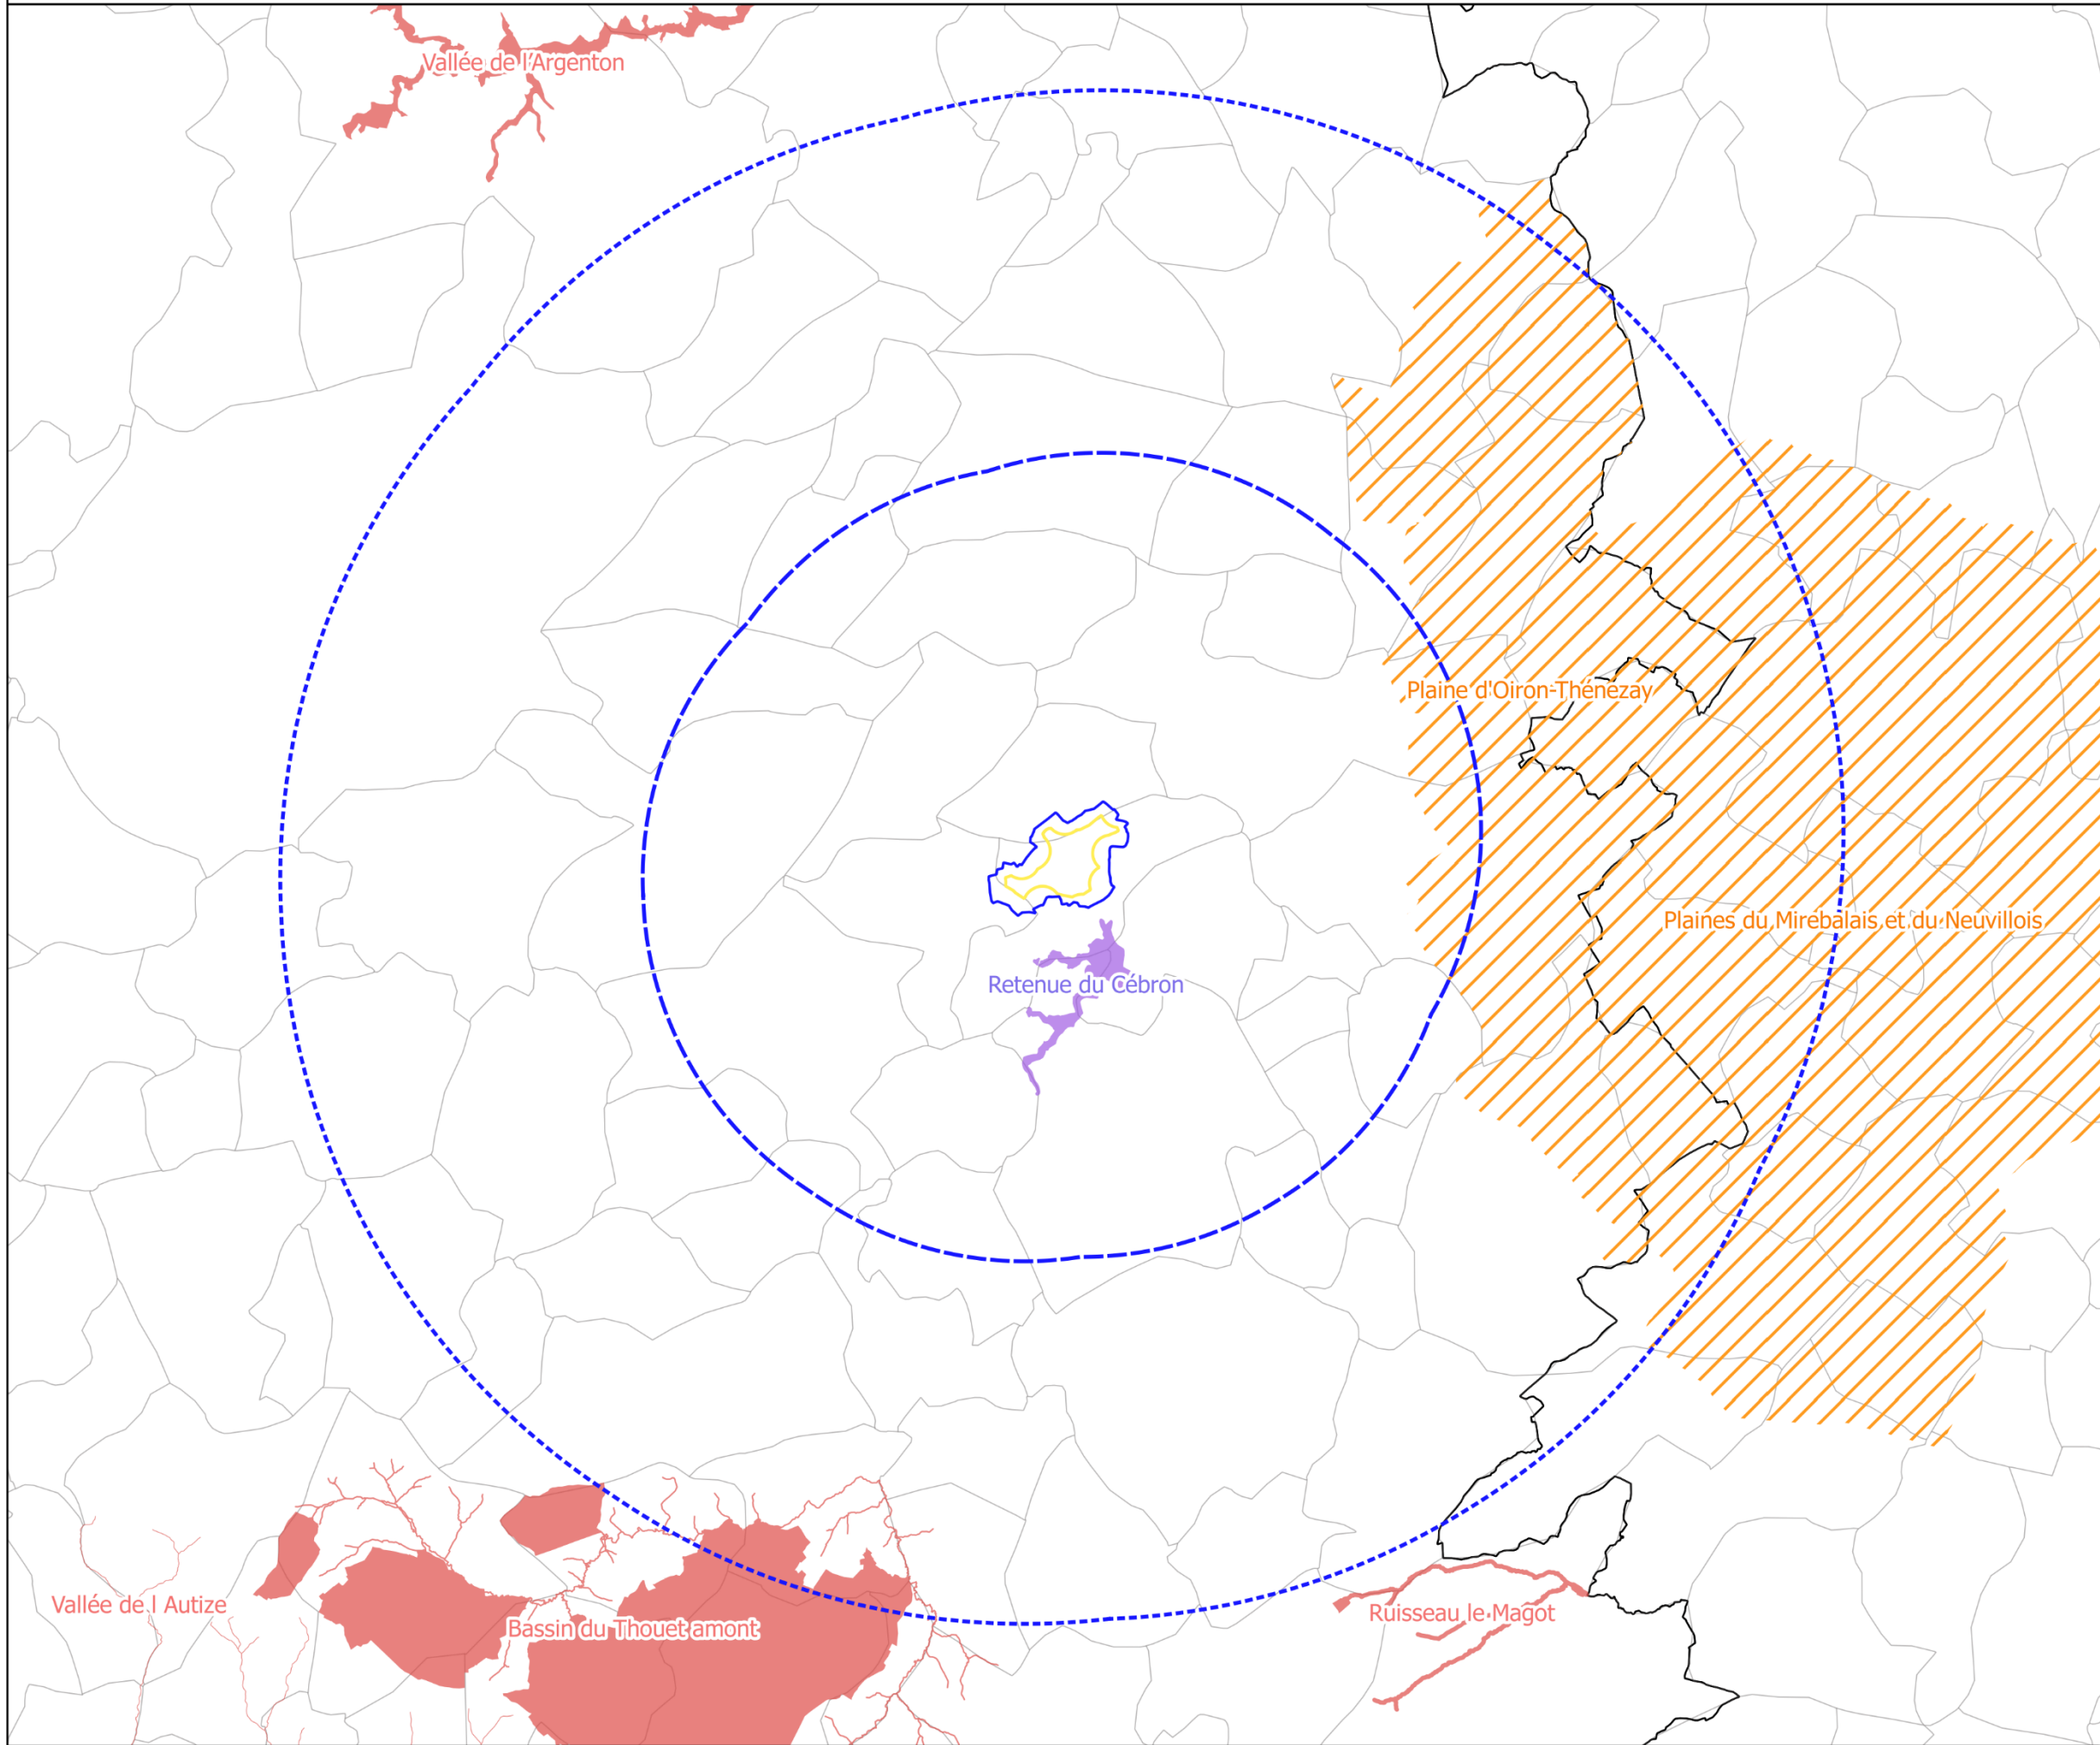 Vallée de l'Argenton
Plaine d'Oiron-Thénezay
Plaines du Mirebalais et du Neuvillois
Retenue du Cébron
Vallée de l Autize
Bassin du Thouet amont
Ruisseau le Magot